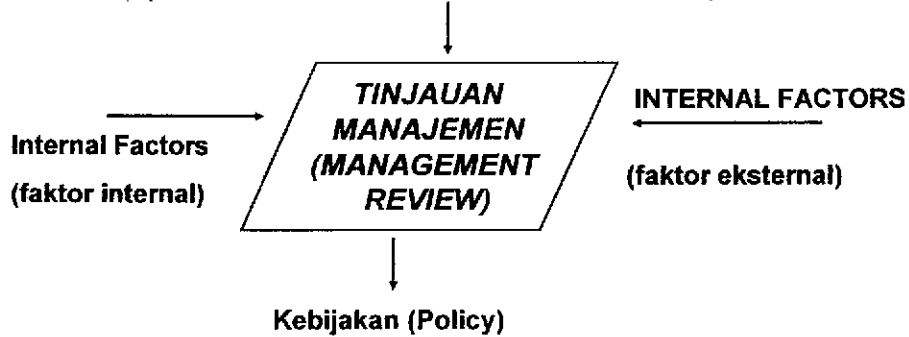 TINJAUAN
MANAJEMEN
(MANAGEMENT
REVIEW)
Internal Factors
(faktor internal)
INTERNAL FACTORS
(faktor eksternal)
Kebijakan (Policy)